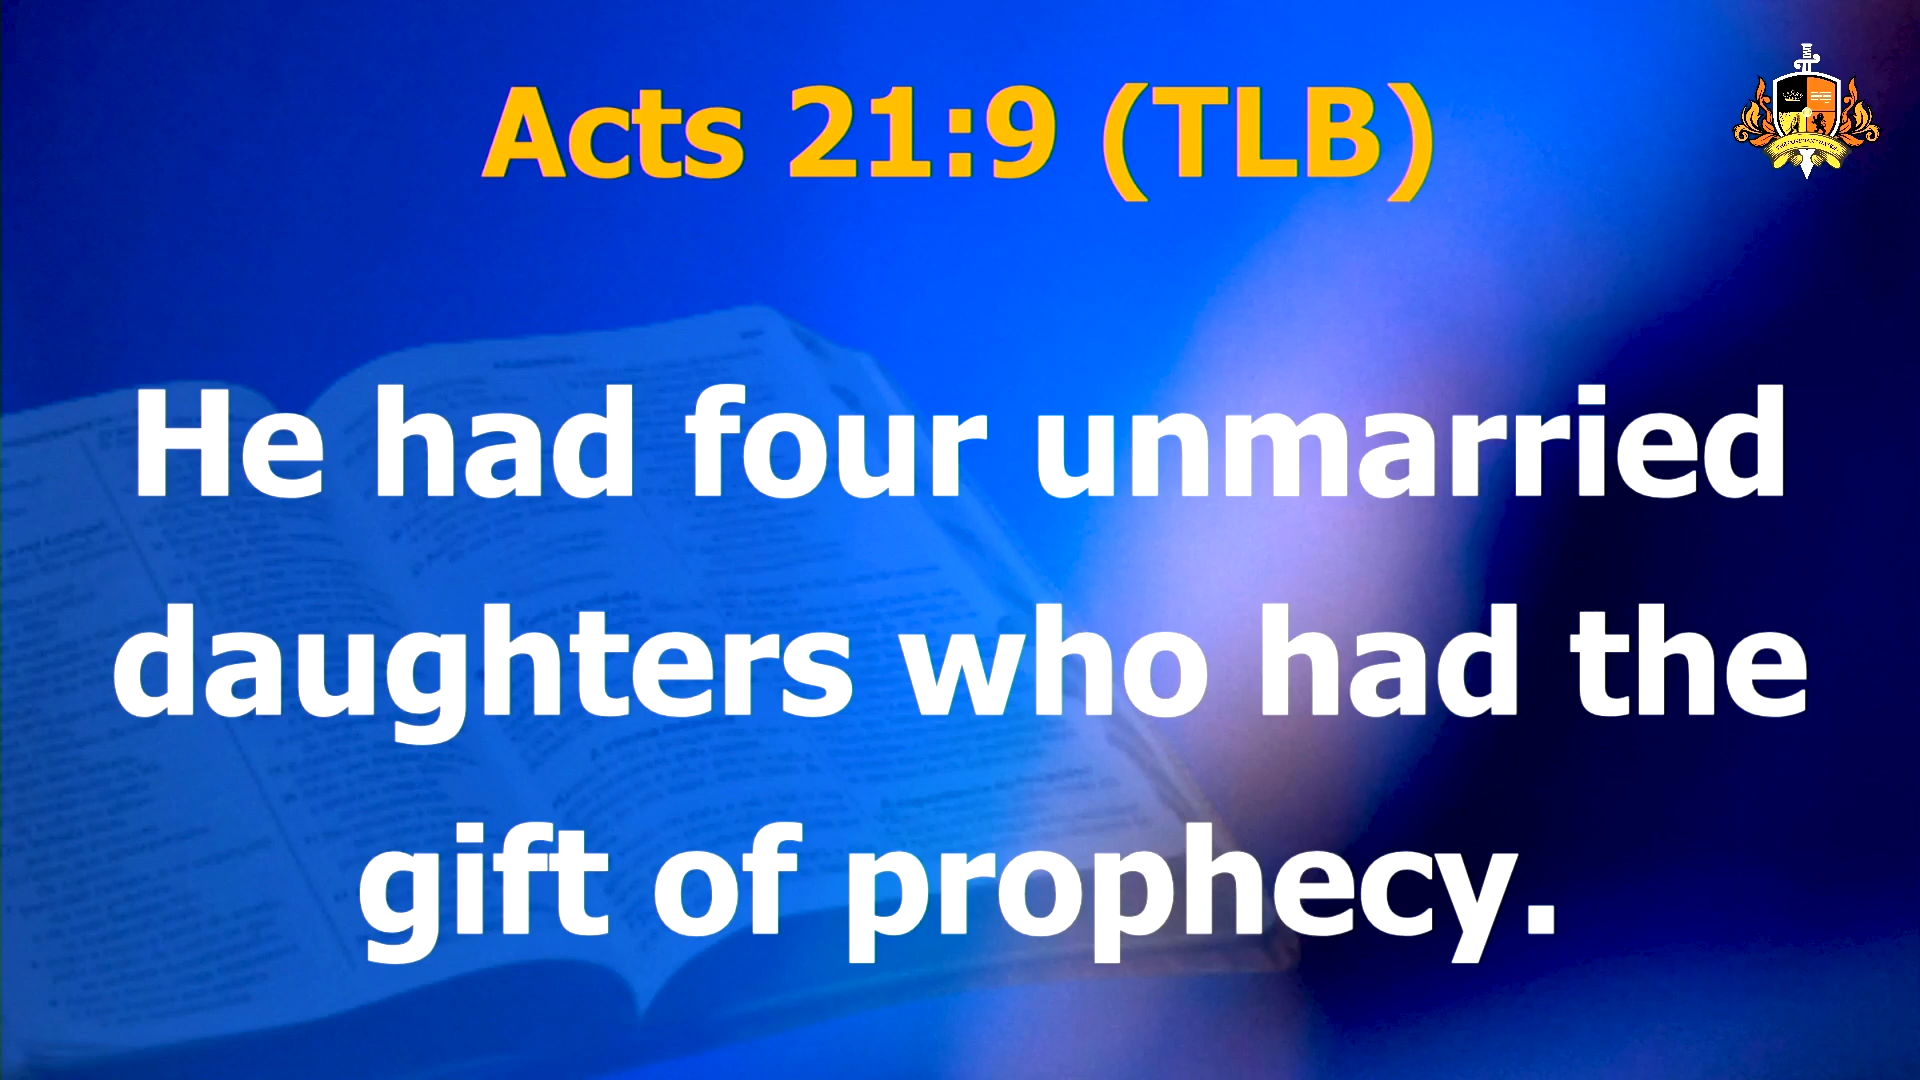 Acts 21:9 (TLB)
He had four unmarried
daughters who had the
gift of prophecy.